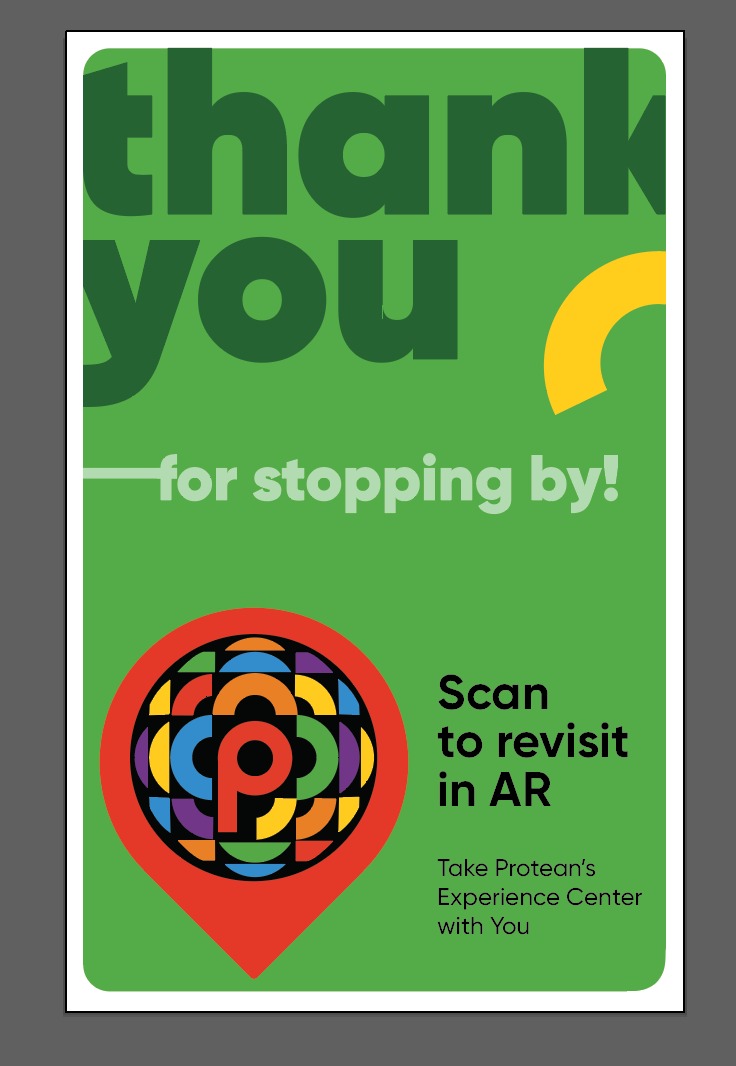 thank
you
for stopping by!
p
Scan
to revisit
in AR
Take Protean's
Experience Center
with You